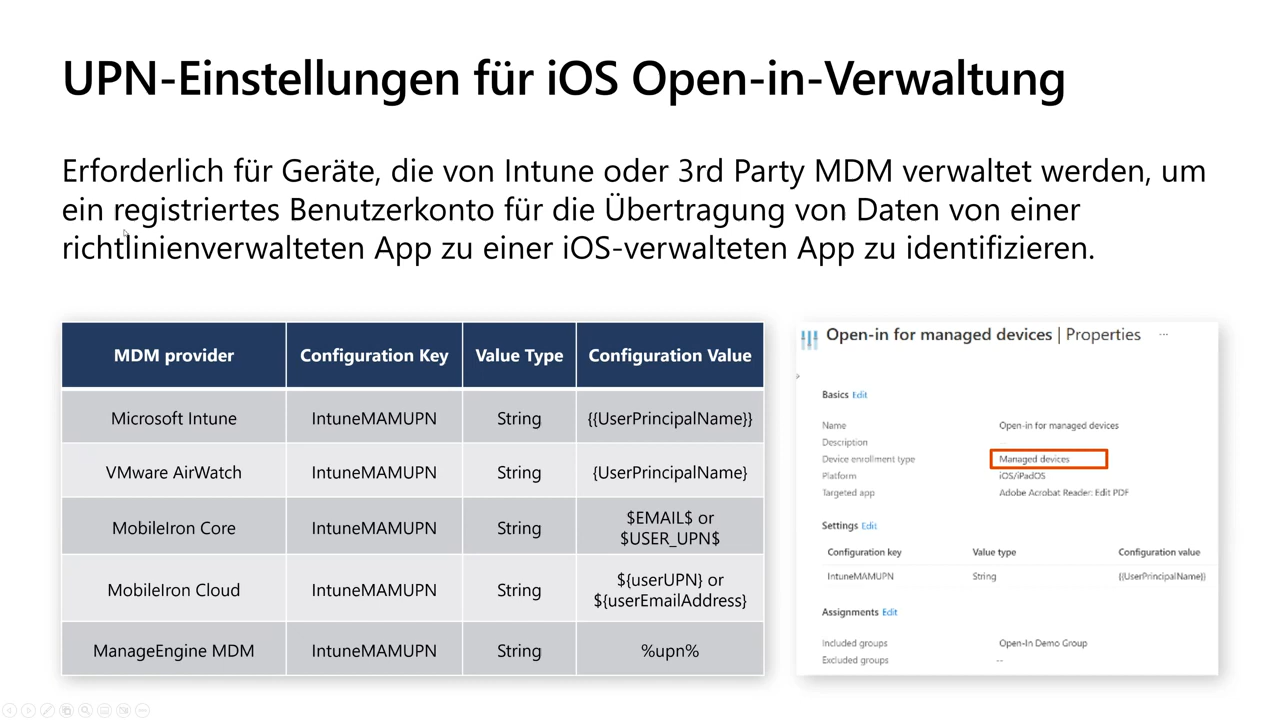 UPN-Einstellungen für iOS Open-in-Verwaltung
Erforderlich für Geräte, die von Intune oder 3rd Party MDM verwaltet werden, um
ein registriertes Benutzerkonto für die Übertragung von Daten von einer
richtlinienverwalteten App zu einer iOS-verwalteten App zu identifizieren.
MDM provider Configuration Key Value Type Configuration Value
Microsoft Intune IntuneMAMUPN String {{UserPrincipalName}}
VMware AirWatch IntuneMAMUPN String {UserPrincipalName}
MobileIron Core IntuneMAMUPN String $EMAIL$ or
$USER_UPN$
MobileIron Cloud IntuneMAMUPN String ${userUPN} or
${userEmailAddress}
ManageEngine MDM IntuneMAMUPN String %upn%
Open-in for managed devices | Properties ...
Basics Edit
Name Open-in for managed devices
Description --
Device enrollment type Managed devices
Platform iOS/iPadOS
Targeted app Adobe Acrobat Reader: Edit PDF
Settings Edit
Configuration key Value type Configuration value
IntuneMAMUPN String {{UserPrincipalName}}
Assignments Edit
Included groups Open-In Demo Group
Excluded groups --